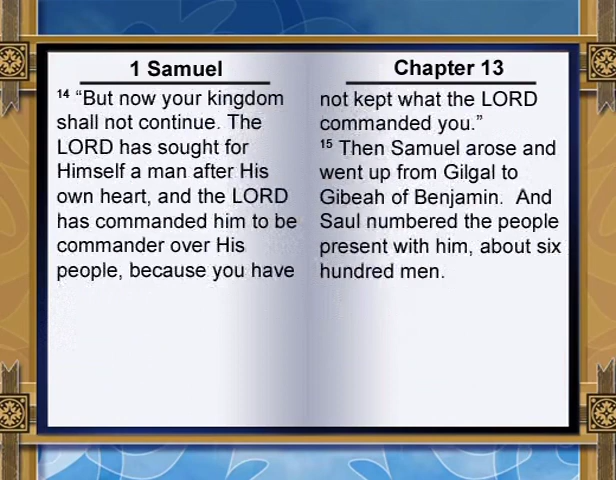 1 Samuel
14 “But now your kingdom
shall not continue. The
LORD has sought for
Himself a man after His
own heart, and the LORD
has commanded him to be
commander over His
people, because you have
Chapter 13
not kept what the LORD
commanded you.”
15 Then Samuel arose and
went up from Gilgal to
Gibeah of Benjamin.  And
Saul numbered the people
present with him, about six
hundred men.